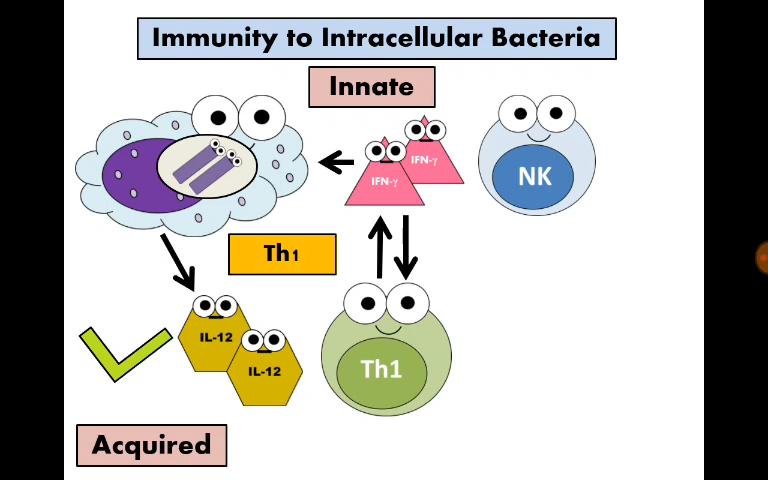 Immunity to Intracellular Bacteria
Innate
IFN-γ
IFN-γ
NK
Th1
IL-12
IL-12
Th1
Acquired